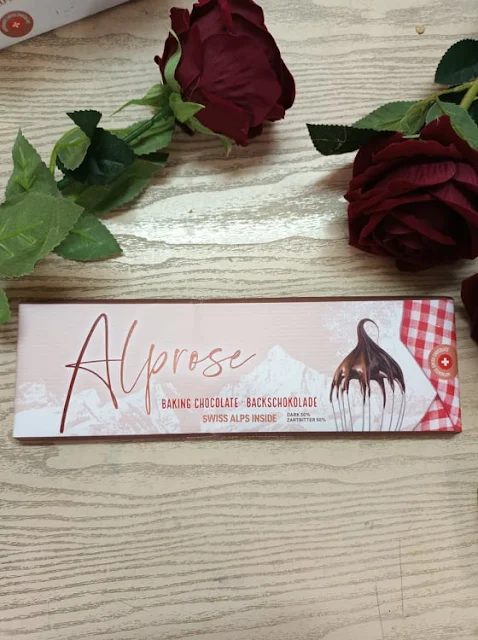 Alprose
BAKING CHOCOLATE · BACKSCHOKOLADE
SWISS ALPS INSIDE
DARK 50%
ZARTBITTER 50%